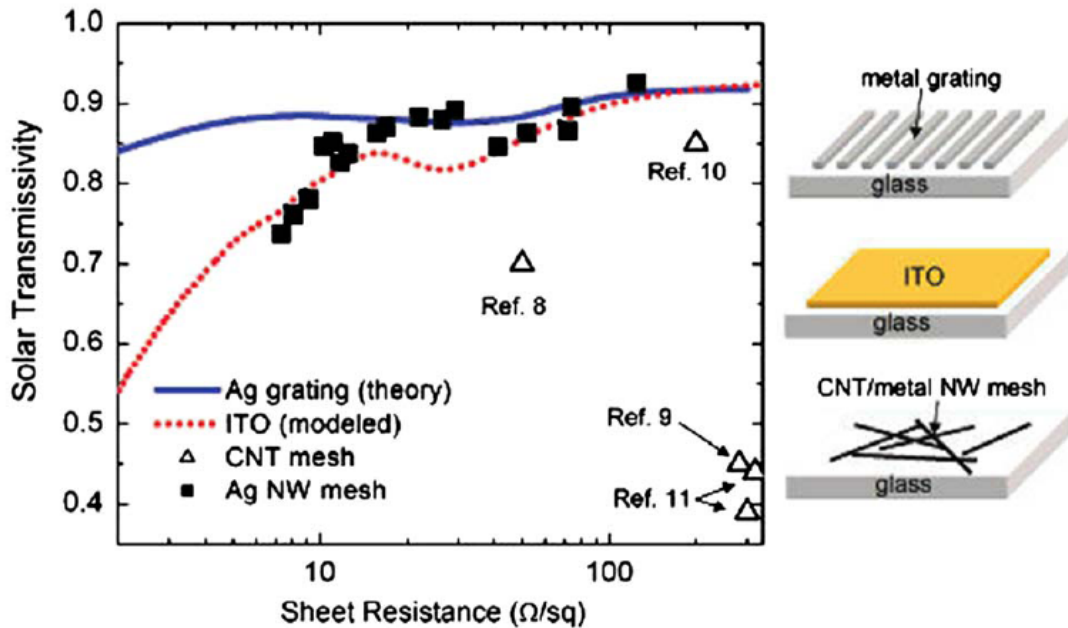 1.0
0.9
0.8
0.7
0.6
0.5
0.4
Solar Transmissivity
10
100
Sheet Resistance (Ω/sq)
Ref. 10
Ref. 8
Ref. 9
Ref. 11
Ag grating (theory)
ITO (modeled)
CNT mesh
Ag NW mesh
metal grating
glass
ITO
glass
CNT/metal NW mesh
glass